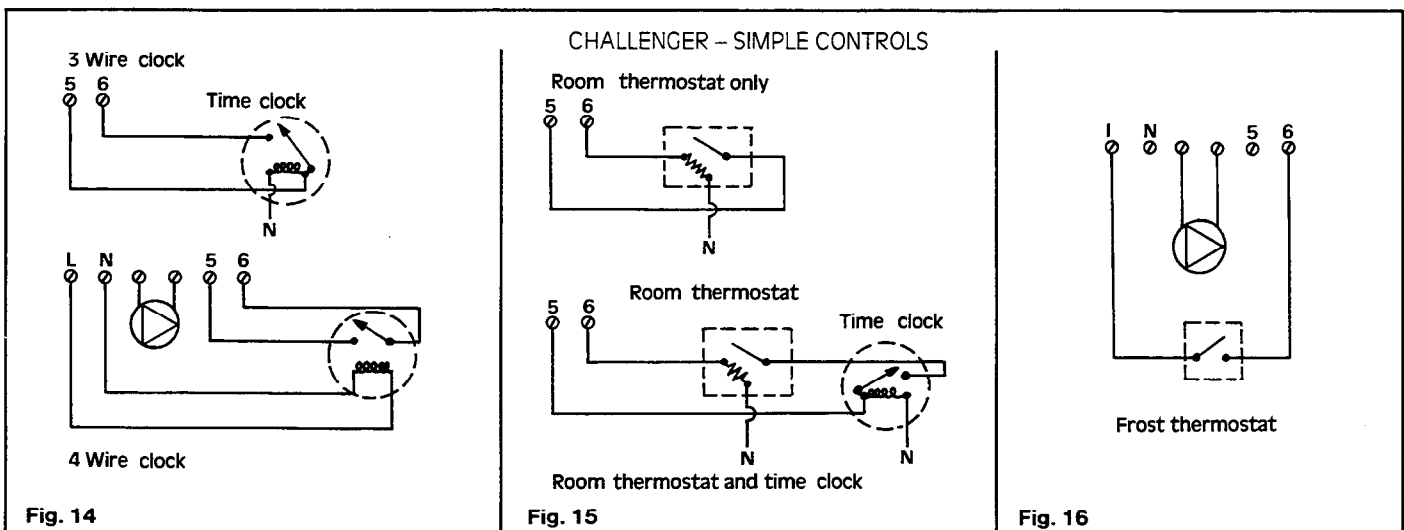 CHALLENGER – SIMPLE CONTROLS
3 Wire clock
5 6
Time clock
N
L N 5 6
4 Wire clock
Fig. 14
Room thermostat only
5 6
N
Room thermostat
5 6
Time clock
N N
Room thermostat and time clock
Fig. 15
I N 5 6
Frost thermostat
Fig. 16